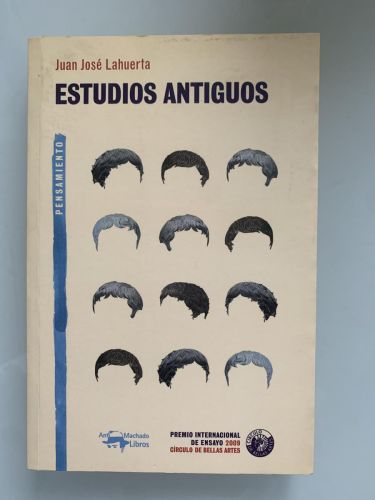 Juan José Lahuerta
ESTUDIOS ANTIGUOS
PENSAMIENTO
Machado
Libros
PREMIO INTERNACIONAL
DE ENSAYO 2009
CÍRCULO DE BELLAS ARTES